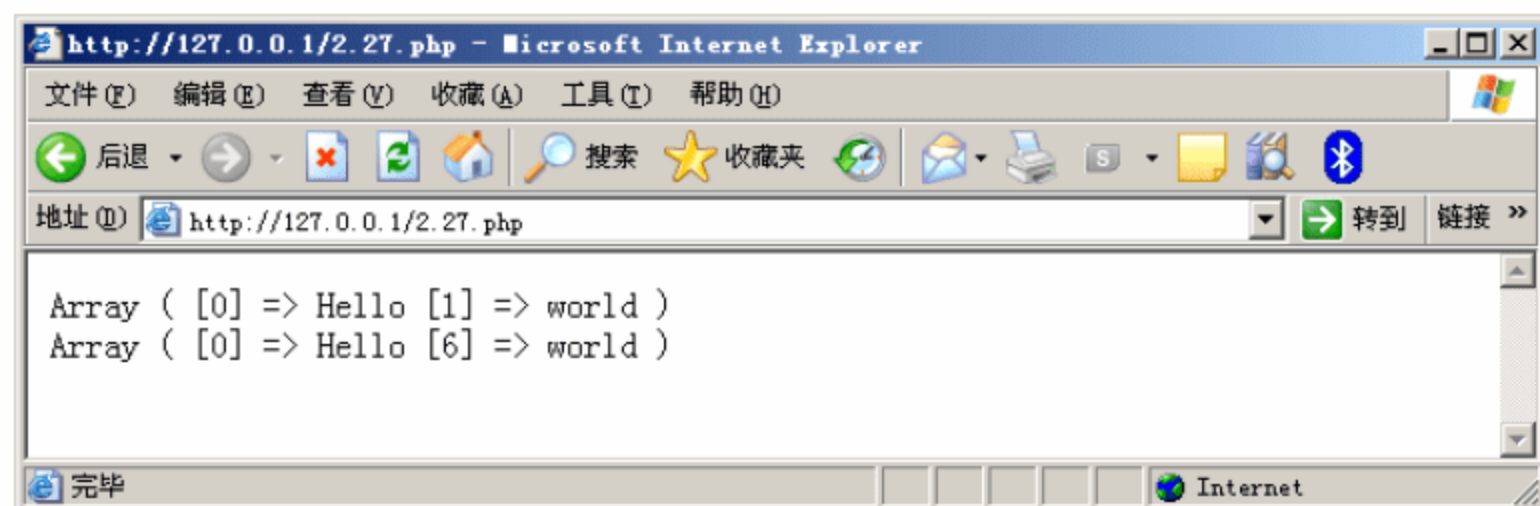 http://127.0.0.1/2.27.php - Microsoft Internet Explorer
文件(F) 编辑(E) 查看(V) 收藏(A) 工具(T) 帮助(H)
后退 搜索 收藏夹 S
地址(D) http://127.0.0.1/2.27.php 转到 链接 »
Array ( [0] => Hello [1] => world )
Array ( [0] => Hello [6] => world )
完毕 Internet